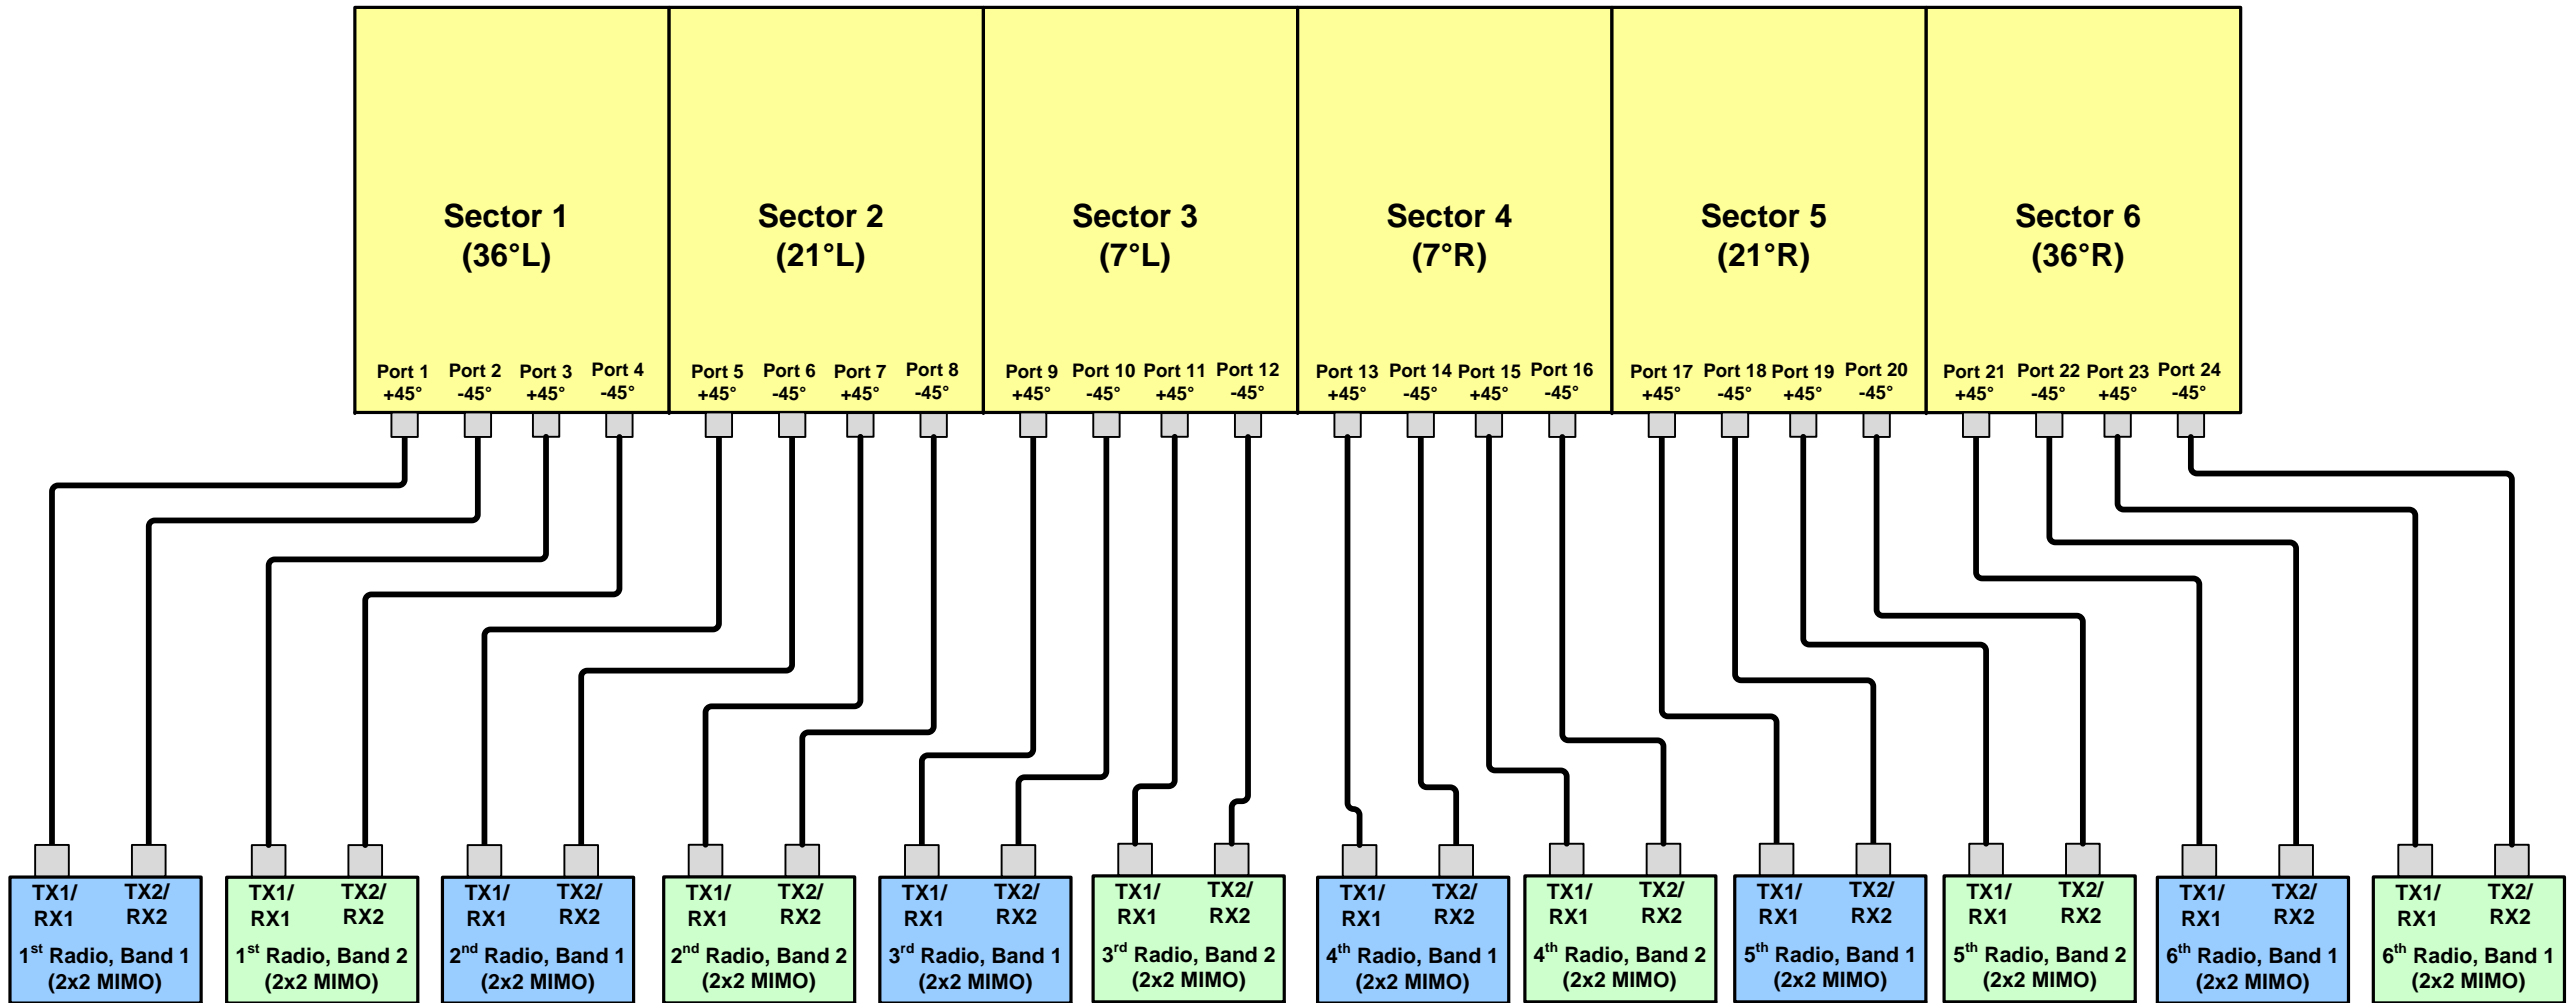 Sector 1
(36°L)
Sector 2
(21°L)
Sector 3
(7°L)
Sector 4
(7°R)
Sector 5
(21°R)
Sector 6
(36°R)
Port 1
+45°
Port 2
-45°
Port 3
+45°
Port 4
-45°
Port 5
+45°
Port 6
-45°
Port 7
+45°
Port 8
-45°
Port 9
+45°
Port 10
-45°
Port 11
+45°
Port 12
-45°
Port 13
+45°
Port 14
-45°
Port 15
+45°
Port 16
-45°
Port 17
+45°
Port 18
-45°
Port 19
+45°
Port 20
-45°
Port 21
+45°
Port 22
-45°
Port 23
+45°
Port 24
-45°
TX1/
RX1
TX2/
RX2
1st Radio, Band 1
(2x2 MIMO)
TX1/
RX1
TX2/
RX2
1st Radio, Band 2
(2x2 MIMO)
TX1/
RX1
TX2/
RX2
2nd Radio, Band 1
(2x2 MIMO)
TX1/
RX1
TX2/
RX2
2nd Radio, Band 2
(2x2 MIMO)
TX1/
RX1
TX2/
RX2
3rd Radio, Band 1
(2x2 MIMO)
TX1/
RX1
TX2/
RX2
3rd Radio, Band 2
(2x2 MIMO)
TX1/
RX1
TX2/
RX2
4th Radio, Band 1
(2x2 MIMO)
TX1/
RX1
TX2/
RX2
4th Radio, Band 2
(2x2 MIMO)
TX1/
RX1
TX2/
RX2
5th Radio, Band 1
(2x2 MIMO)
TX1/
RX1
TX2/
RX2
5th Radio, Band 2
(2x2 MIMO)
TX1/
RX1
TX2/
RX2
6th Radio, Band 1
(2x2 MIMO)
TX1/
RX1
TX2/
RX2
6th Radio, Band 1
(2x2 MIMO)